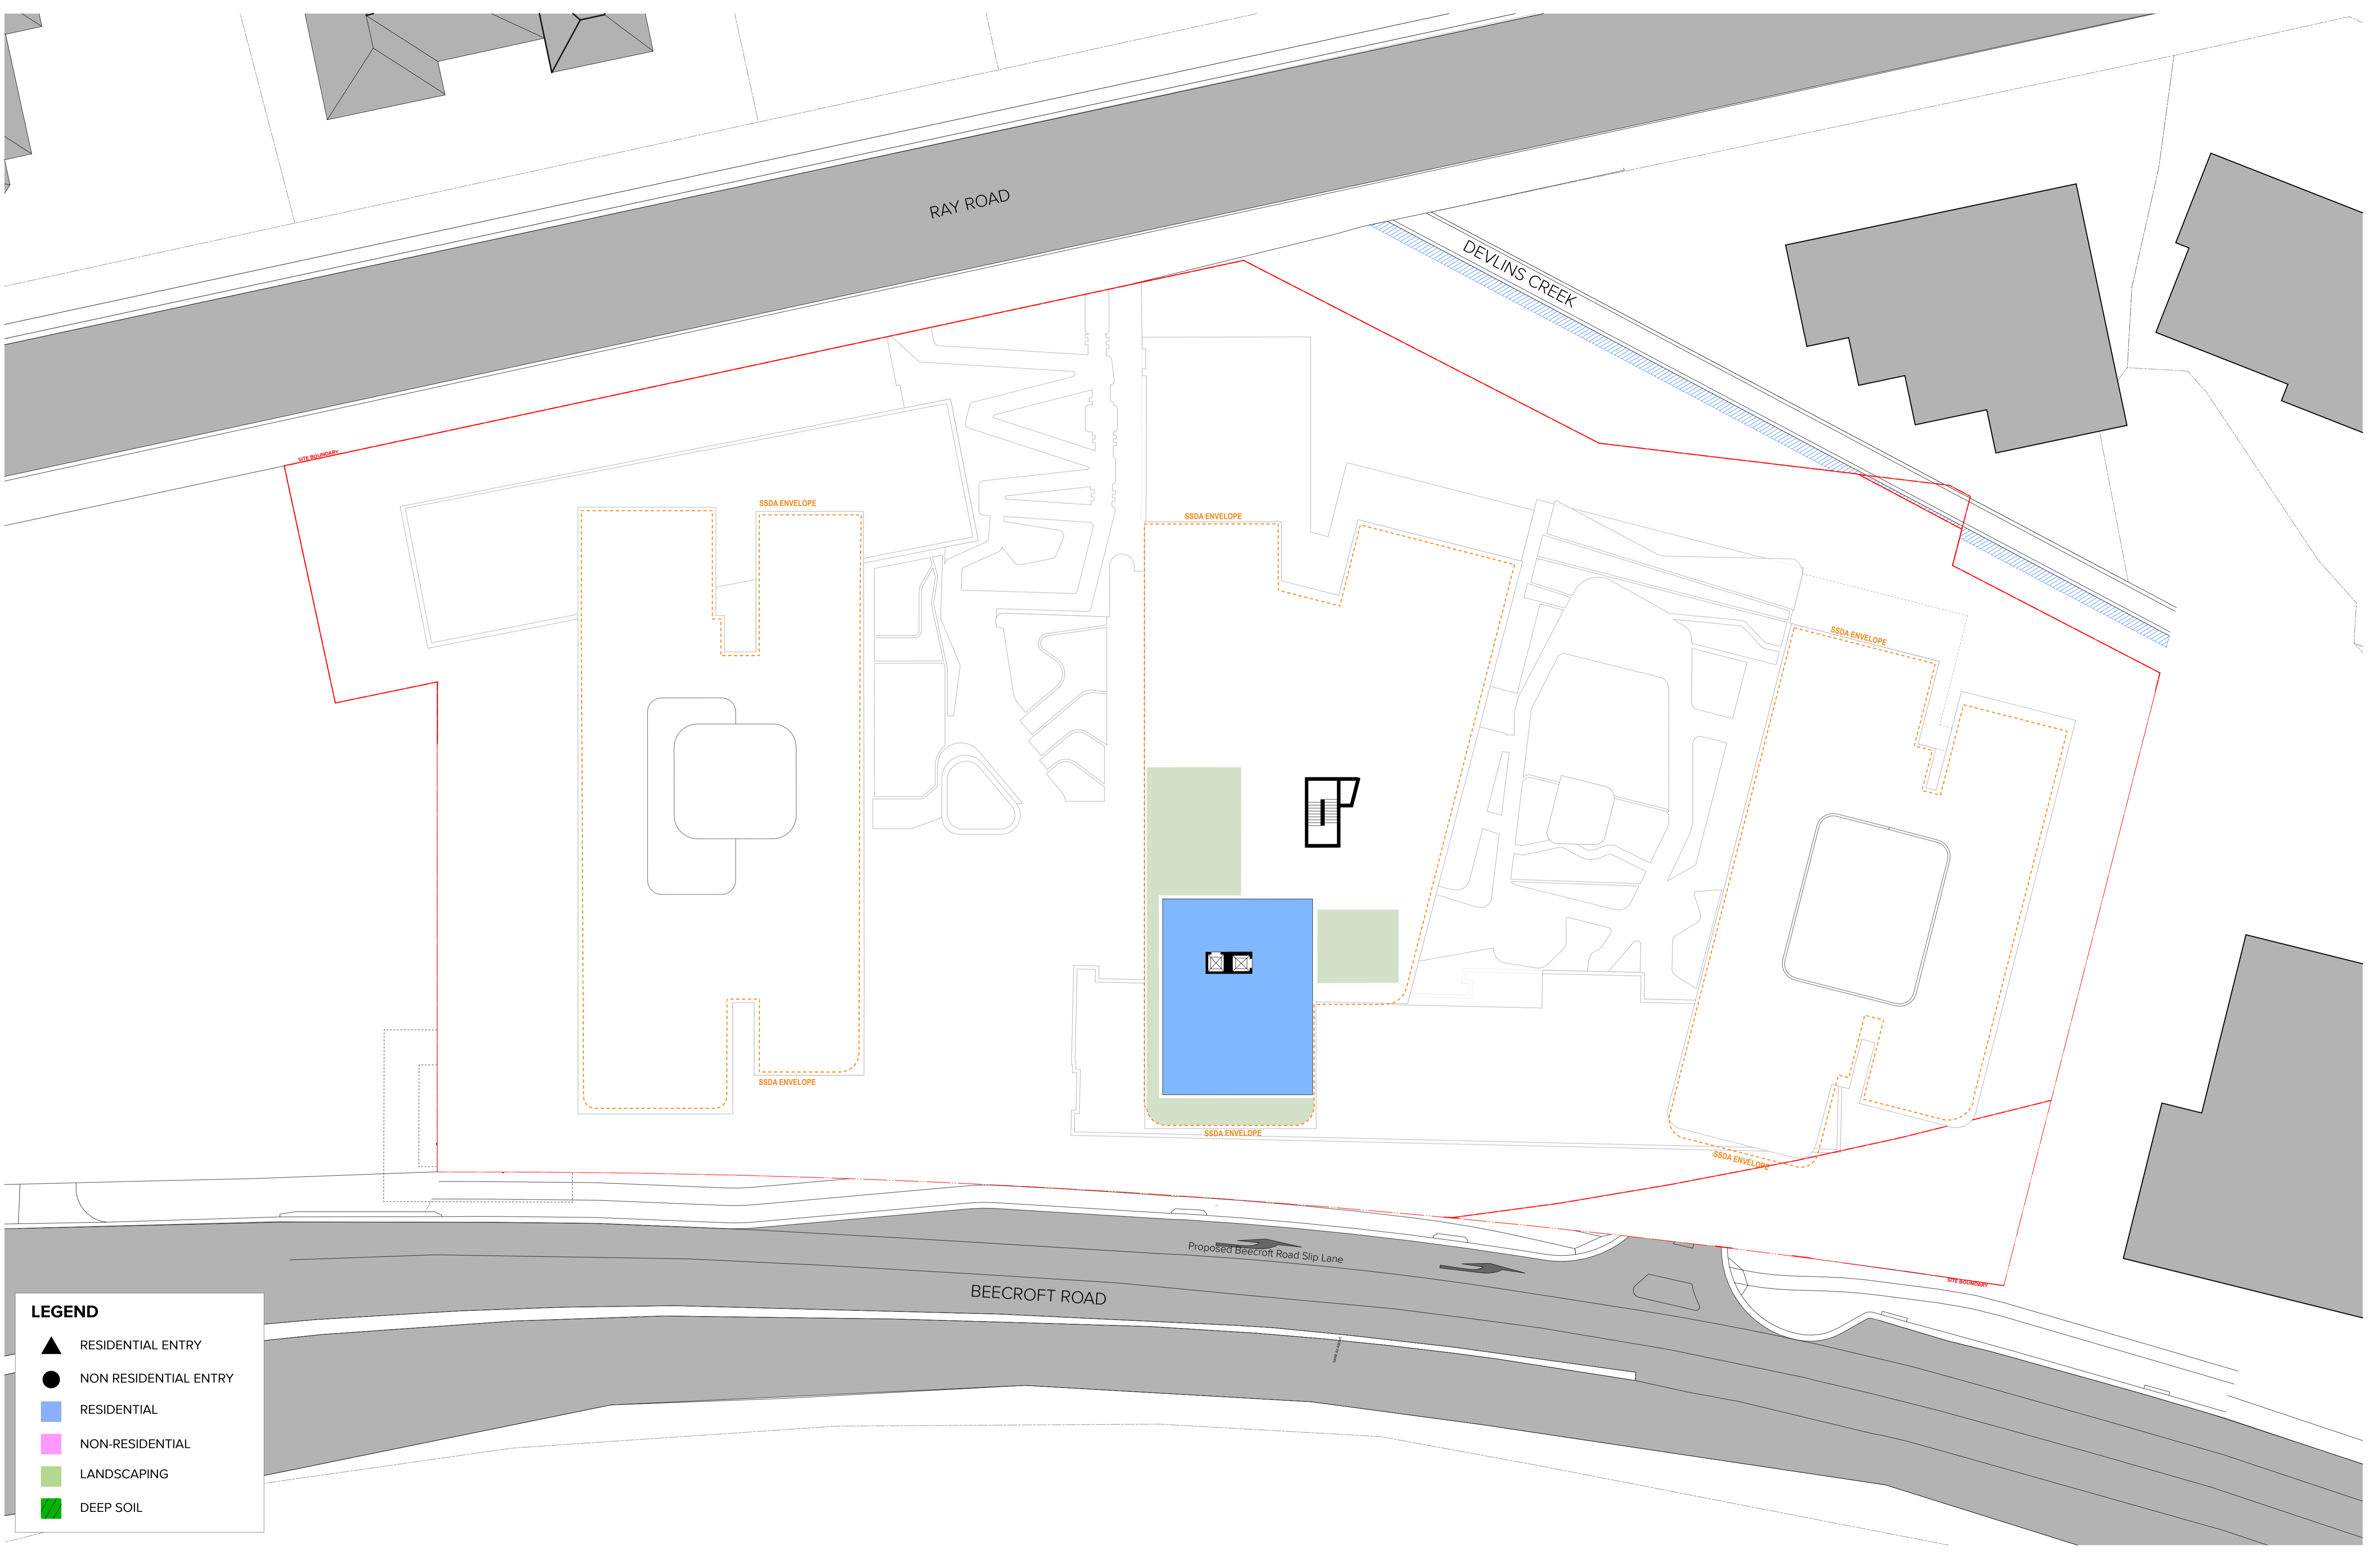 RAY ROAD
DEVLINS CREEK
SITE BOUNDARY
SSDA ENVELOPE
SSDA ENVELOPE
SSDA ENVELOPE
SSDA ENVELOPE
SSDA ENVELOPE
SSDA ENVELOPE
Proposed Beecroft Road Slip Lane
SITE BOUNDARY
BEECROFT ROAD
LEGEND
RESIDENTIAL ENTRY
NON RESIDENTIAL ENTRY
RESIDENTIAL
NON-RESIDENTIAL
LANDSCAPING
DEEP SOIL